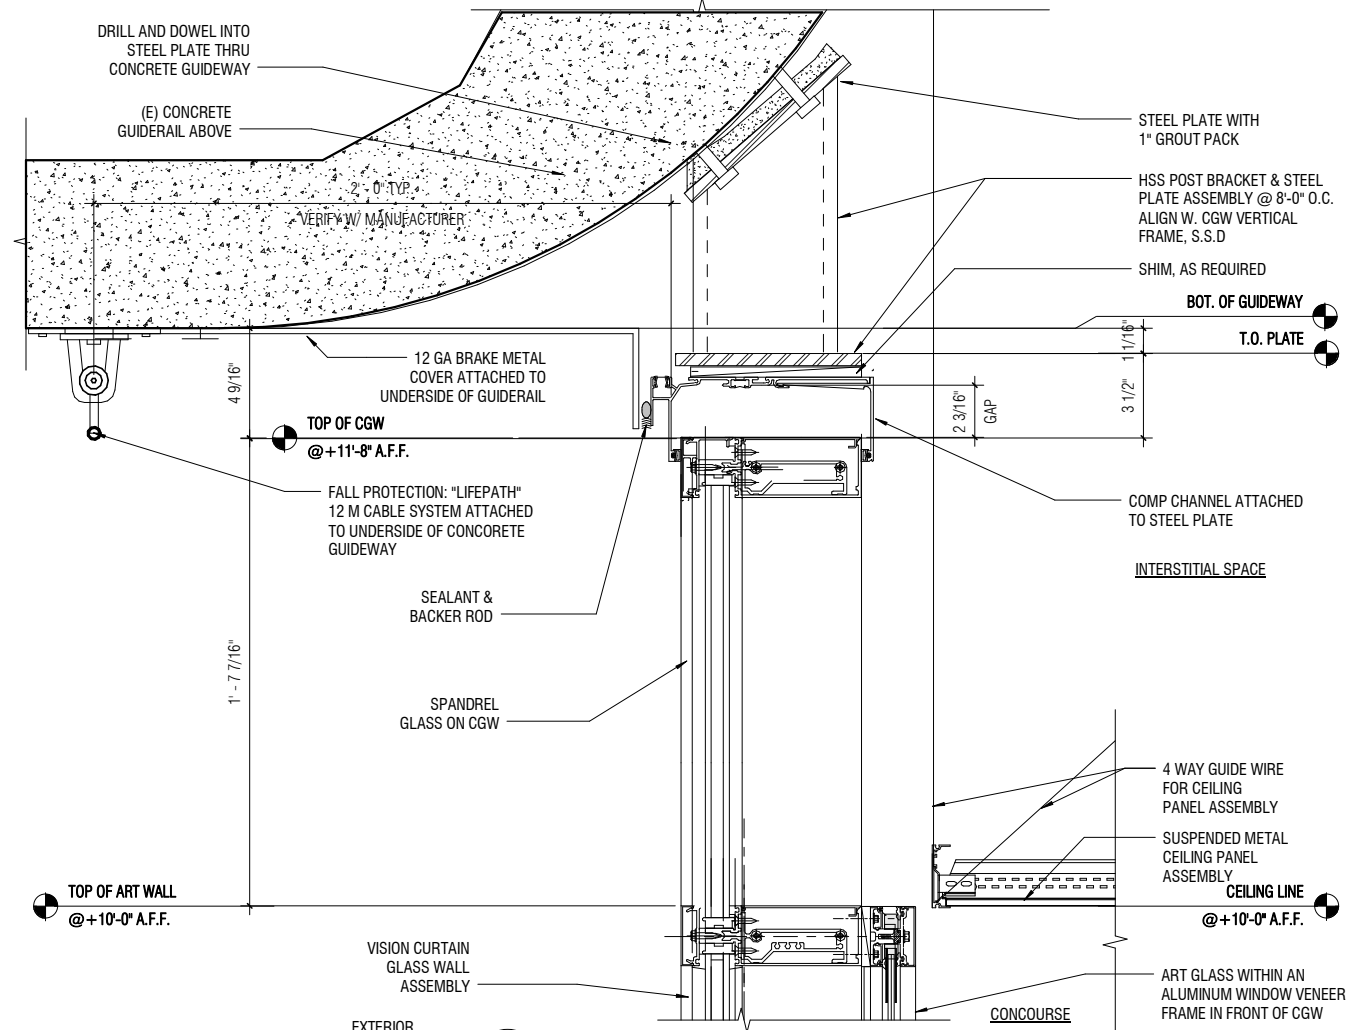 DRILL AND DOWEL INTO
STEEL PLATE THRU
CONCRETE GUIDEWAY
(E) CONCRETE
GUIDERAIL ABOVE
2' - 0" TYP.
VERIFY W/ MANUFACTURER
STEEL PLATE WITH
1" GROUT PACK
HSS POST BRACKET & STEEL
PLATE ASSEMBLY @ 8'-0" O.C.
ALIGN W. CGW VERTICAL
FRAME, S.S.D
SHIM, AS REQUIRED
BOT. OF GUIDEWAY
T.O. PLATE
1 1/16"
3 1/2"
2 3/16"
GAP
12 GA BRAKE METAL
COVER ATTACHED TO
UNDERSIDE OF GUIDERAIL
4 9/16"
TOP OF CGW
@ +11'-8" A.F.F.
FALL PROTECTION: "LIFEPATH"
12 M CABLE SYSTEM ATTACHED
TO UNDERSIDE OF CONCORETE
GUIDEWAY
COMP CHANNEL ATTACHED
TO STEEL PLATE
INTERSTITIAL SPACE
SEALANT &
BACKER ROD
1' - 7 7/16"
SPANDREL
GLASS ON CGW
4 WAY GUIDE WIRE
FOR CEILING
PANEL ASSEMBLY
SUSPENDED METAL
CEILING PANEL
ASSEMBLY
TOP OF ART WALL
@ +10'-0" A.F.F.
CEILING LINE
@ +10'-0" A.F.F.
VISION CURTAIN
GLASS WALL
ASSEMBLY
ART GLASS WITHIN AN
ALUMINUM WINDOW VENEER
FRAME IN FRONT OF CGW
CONCOURSE
EXTERIOR